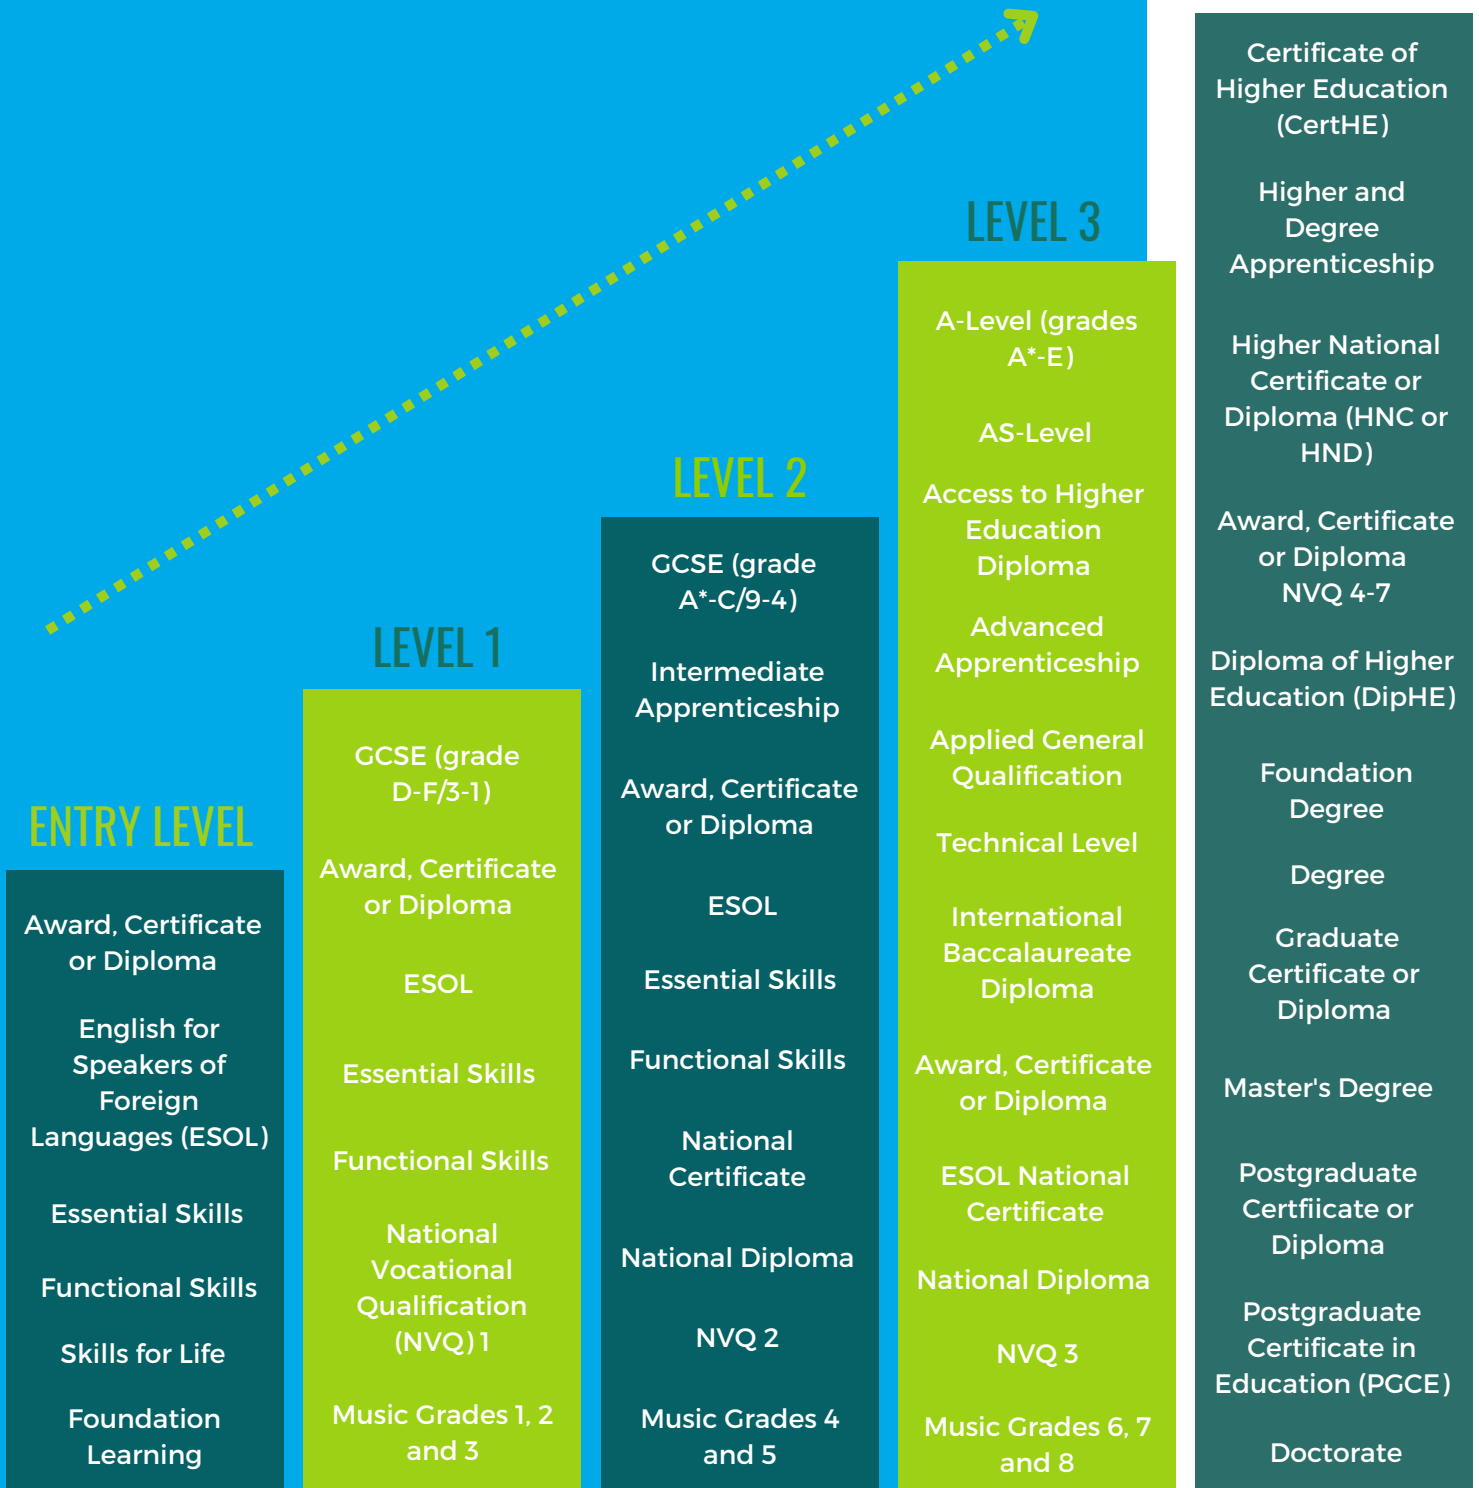 ENTRY LEVEL
Award, Certificate
or Diploma
English for
Speakers of
Foreign
Languages (ESOL)
Essential Skills
Functional Skills
Skills for Life
Foundation
Learning
LEVEL 1
GCSE (grade
D-F/3-1)
Award, Certificate
or Diploma
ESOL
Essential Skills
Functional Skills
National
Vocational
Qualification
(NVQ) 1
Music Grades 1, 2
and 3
LEVEL 2
GCSE (grade
A*-C/9-4)
Intermediate
Apprenticeship
Award, Certificate
or Diploma
ESOL
Essential Skills
Functional Skills
National
Certificate
National Diploma
NVQ 2
Music Grades 4
and 5
LEVEL 3
A-Level (grades
A*-E)
AS-Level
Access to Higher
Education
Diploma
Advanced
Apprenticeship
Applied General
Qualification
Technical Level
International
Baccalaureate
Diploma
Award, Certificate
or Diploma
ESOL National
Certificate
National Diploma
NVQ 3
Music Grades 6, 7
and 8
Certificate of
Higher Education
(CertHE)
Higher and
Degree
Apprenticeship
Higher National
Certificate or
Diploma (HNC or
HND)
Award, Certificate
or Diploma
NVQ 4-7
Diploma of Higher
Education (DipHE)
Foundation
Degree
Degree
Graduate
Certificate or
Diploma
Master's Degree
Postgraduate
Certfiicate or
Diploma
Postgraduate
Certificate in
Education (PGCE)
Doctorate